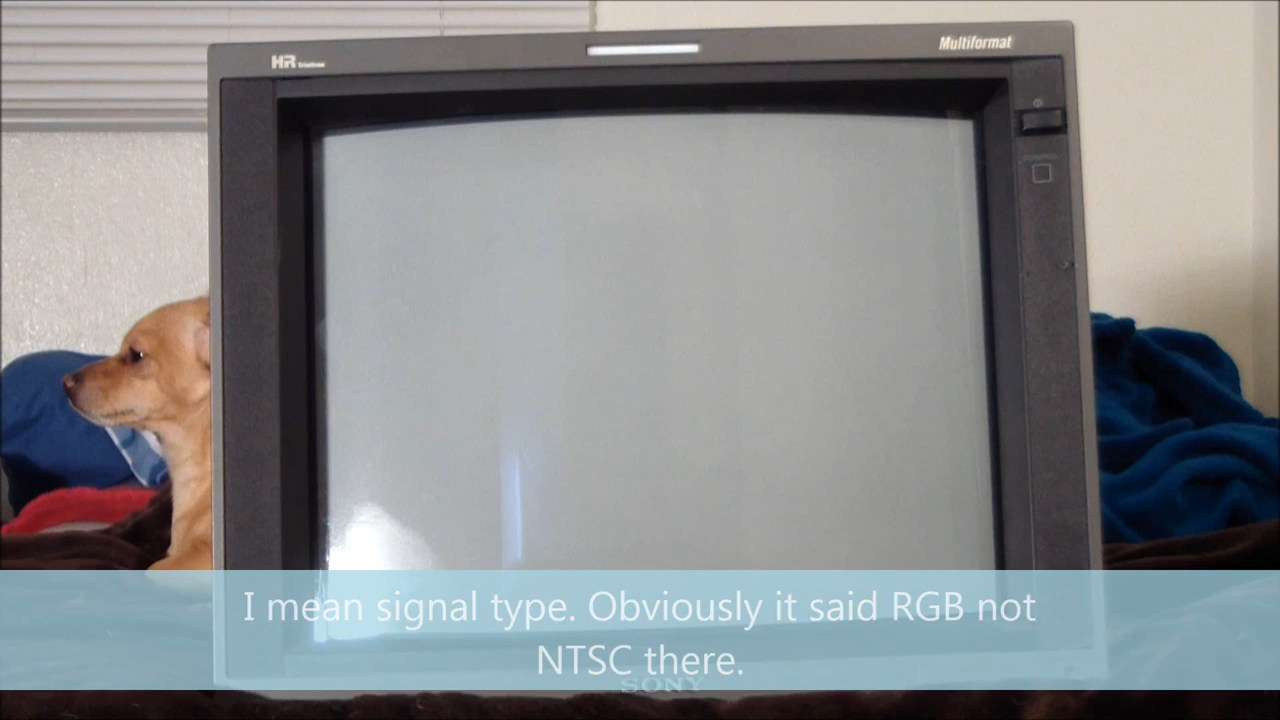 HR Trinitron
Multiformat
I mean signal type. Obviously it said RGB not
NTSC there.
SONY